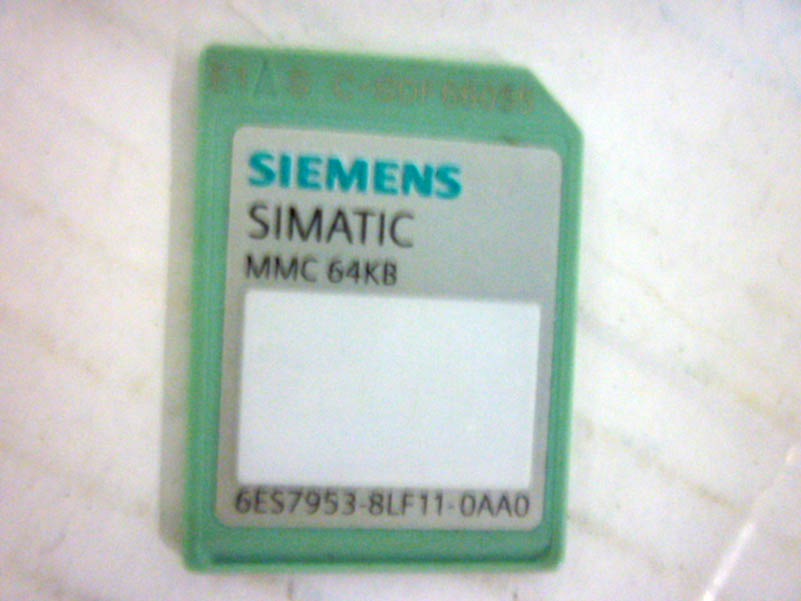 SIEMENS
SIMATIC
MMC 64KB
6ES7953-8LF11-0AA0